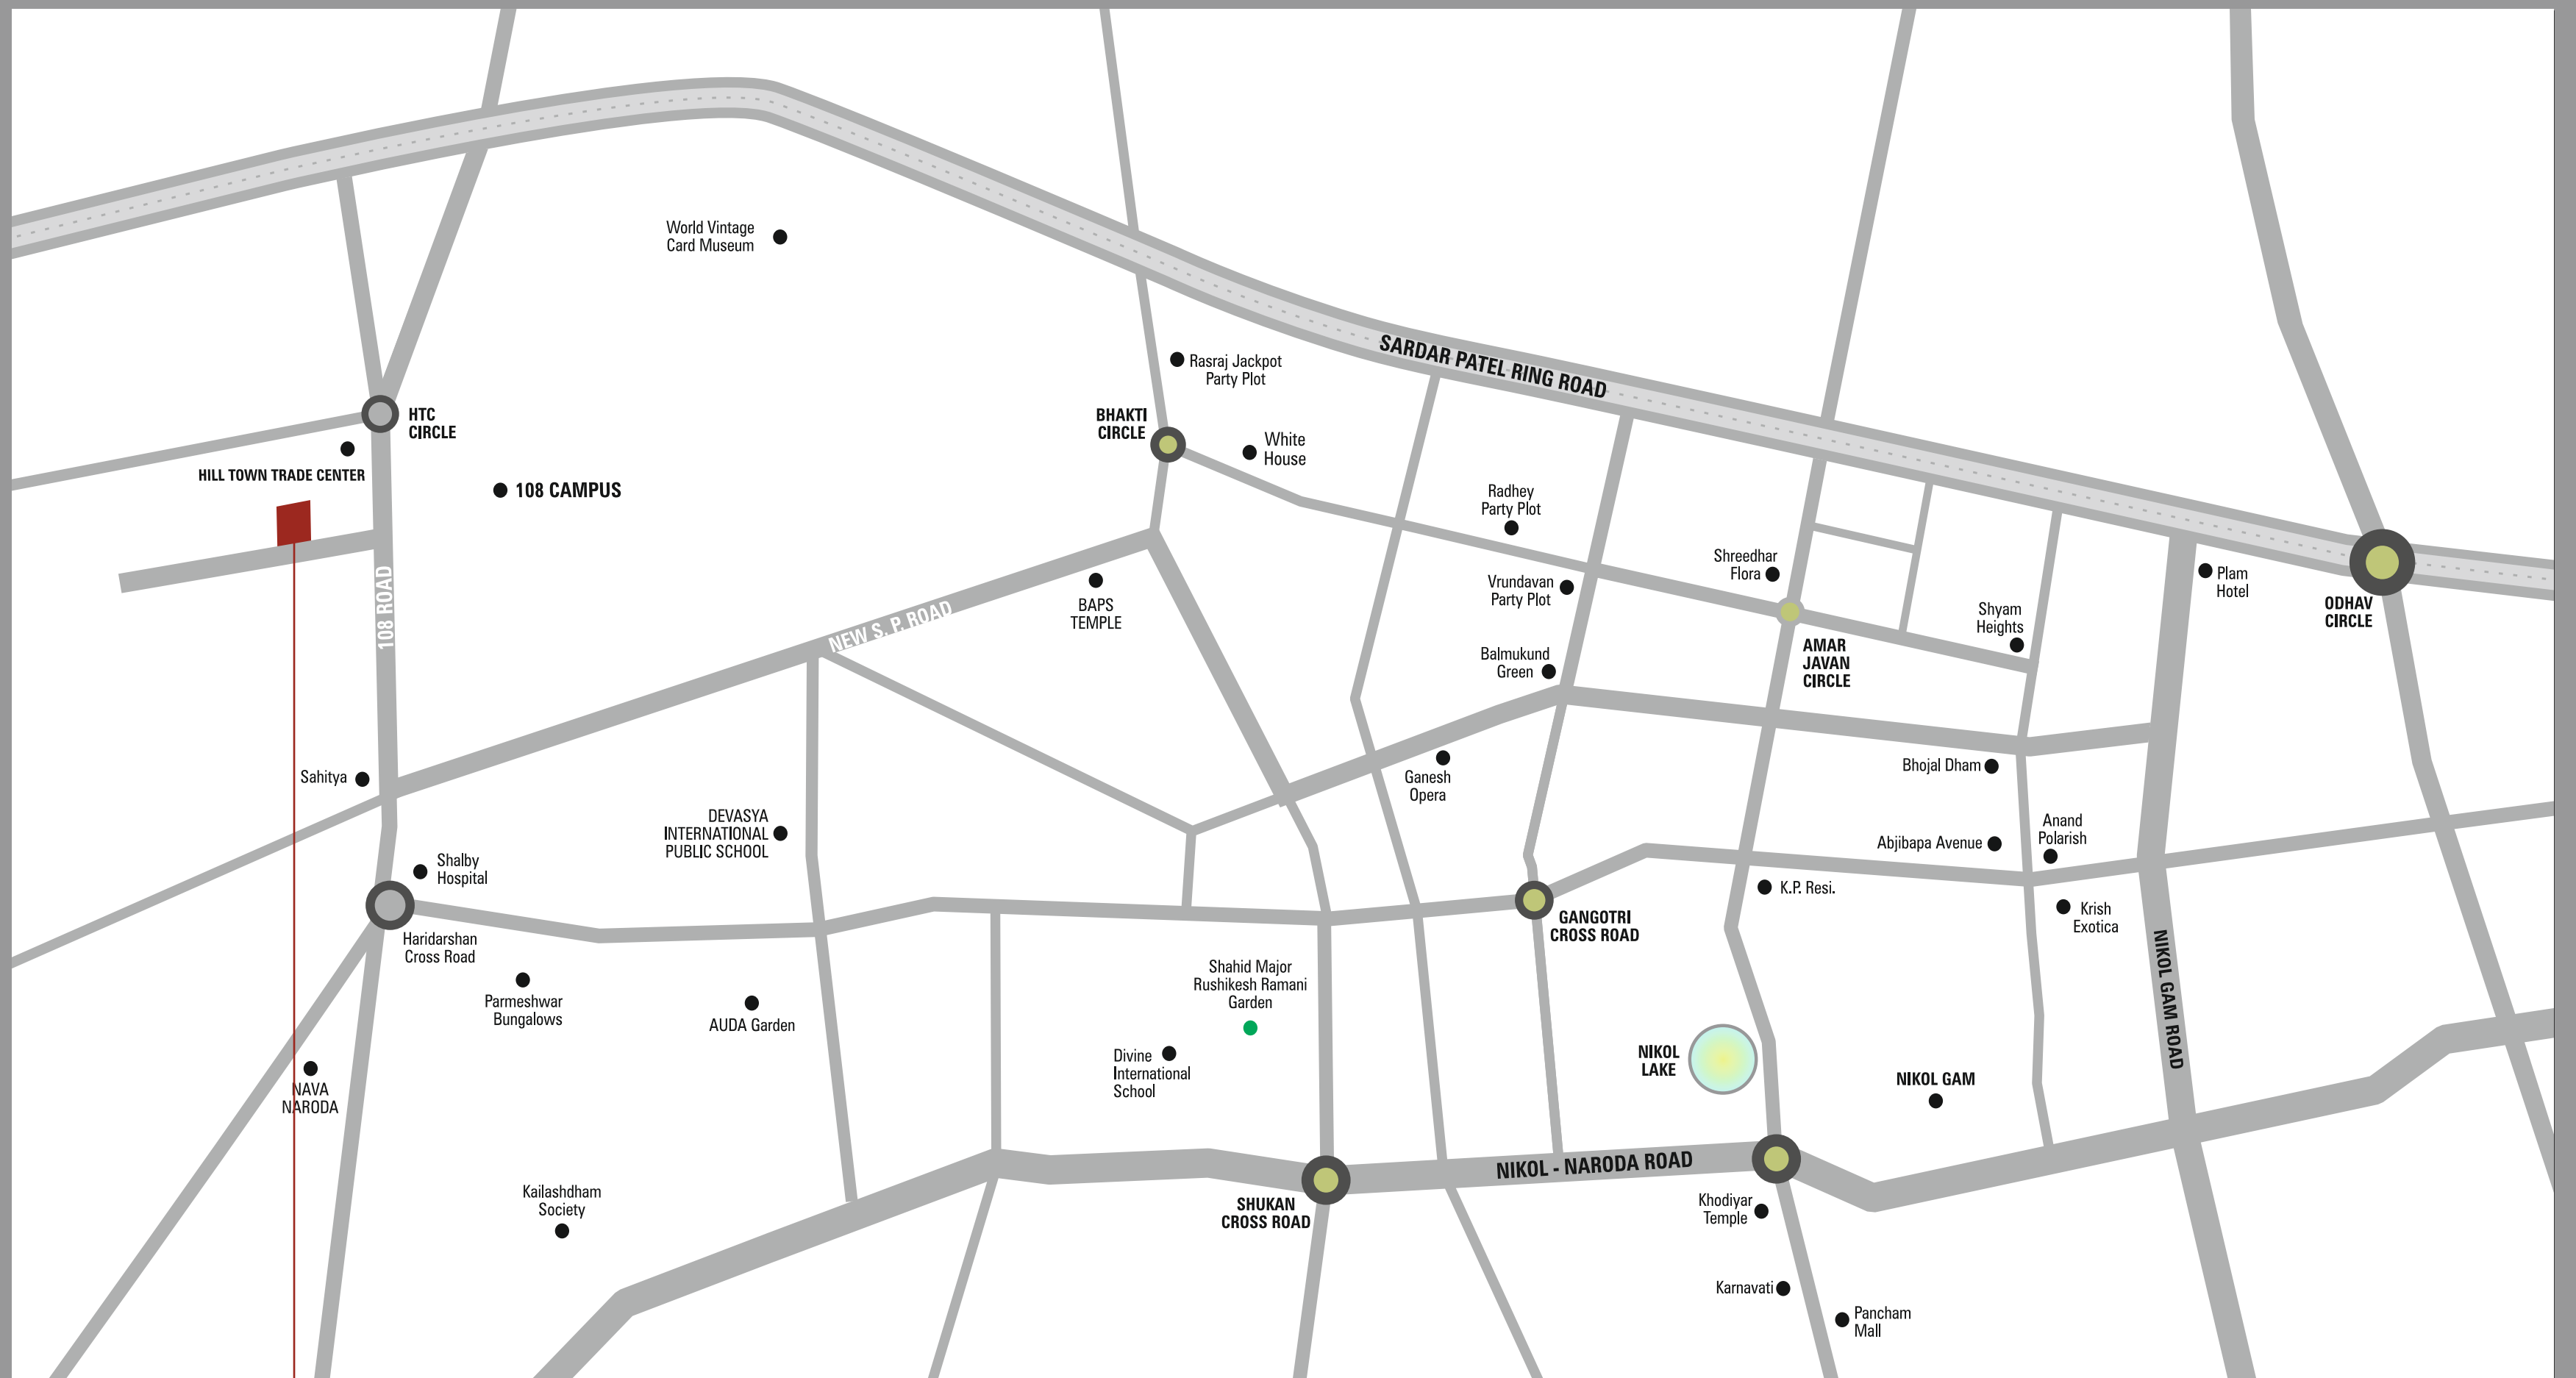 World Vintage
Card Museum
SARDAR PATEL RING ROAD
Rasraj Jackpot
Party Plot
HTC
CIRCLE
BHAKTI
CIRCLE
White
House
HILL TOWN TRADE CENTER
108 CAMPUS
Radhey
Party Plot
Shreedhar
Flora
Plam
Hotel
Vrundavan
Party Plot
108 ROAD
NEW S. P. ROAD
BAPS
TEMPLE
ODHAV
CIRCLE
Shyam
Heights
Balmukund
Green
AMAR
JAVAN
CIRCLE
Sahitya
Ganesh
Opera
Bhojal Dham
DEVASYA
INTERNATIONAL
PUBLIC SCHOOL
Anand
Polarish
Abjibapa Avenue
Shalby
Hospital
K.P. Resi.
Krish
Exotica
GANGOTRI
CROSS ROAD
Haridarshan
Cross Road
NIKOL GAM ROAD
Shahid Major
Rushikesh Ramani
Garden
Parmeshwar
Bungalows
AUDA Garden
Divine
International
School
NIKOL
LAKE
NIKOL GAM
NAVA
NARODA
NIKOL - NARODA ROAD
Kailashdham
Society
SHUKAN
CROSS ROAD
Khodiyar
Temple
Karnavati
Pancham
Mall